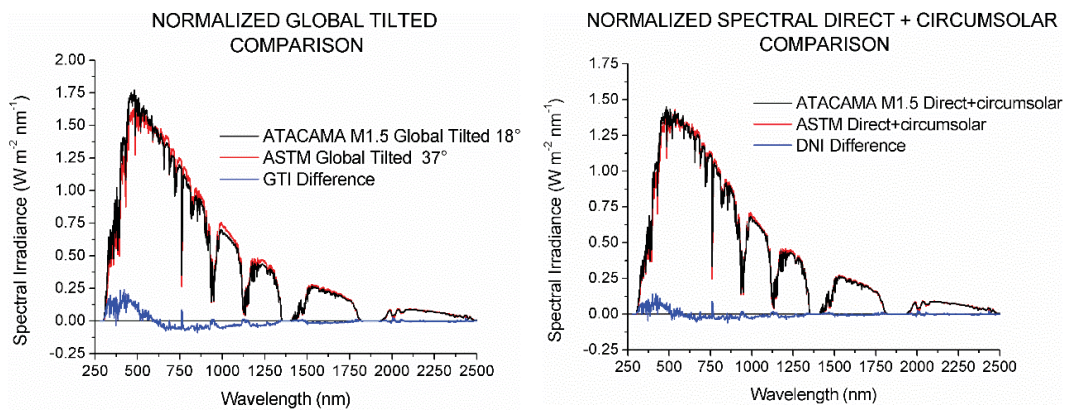 NORMALIZED GLOBAL TILTED
COMPARISON
2.00
1.75
1.50
1.25
1.00
0.75
0.50
0.25
0.00
-0.25
Spectral Irradiance (W m-2 nm-1)
ATACAMA M1.5 Global Tilted 18°
ASTM Global Tilted 37°
GTI Difference
250 500 750 1000 1250 1500 1750 2000 2250 2500
Wavelength (nm)
NORMALIZED SPECTRAL DIRECT + CIRCUMSOLAR
COMPARISON
1.75
1.50
1.25
1.00
0.75
0.50
0.25
0.00
-0.25
Spectral Irradiance (W m-2 nm-1)
ATACAMA M1.5 Direct+circumsolar
ASTM Direct+circumsolar
DNI Difference
250 500 750 1000 1250 1500 1750 2000 2250 2500
Wavelength (nm)